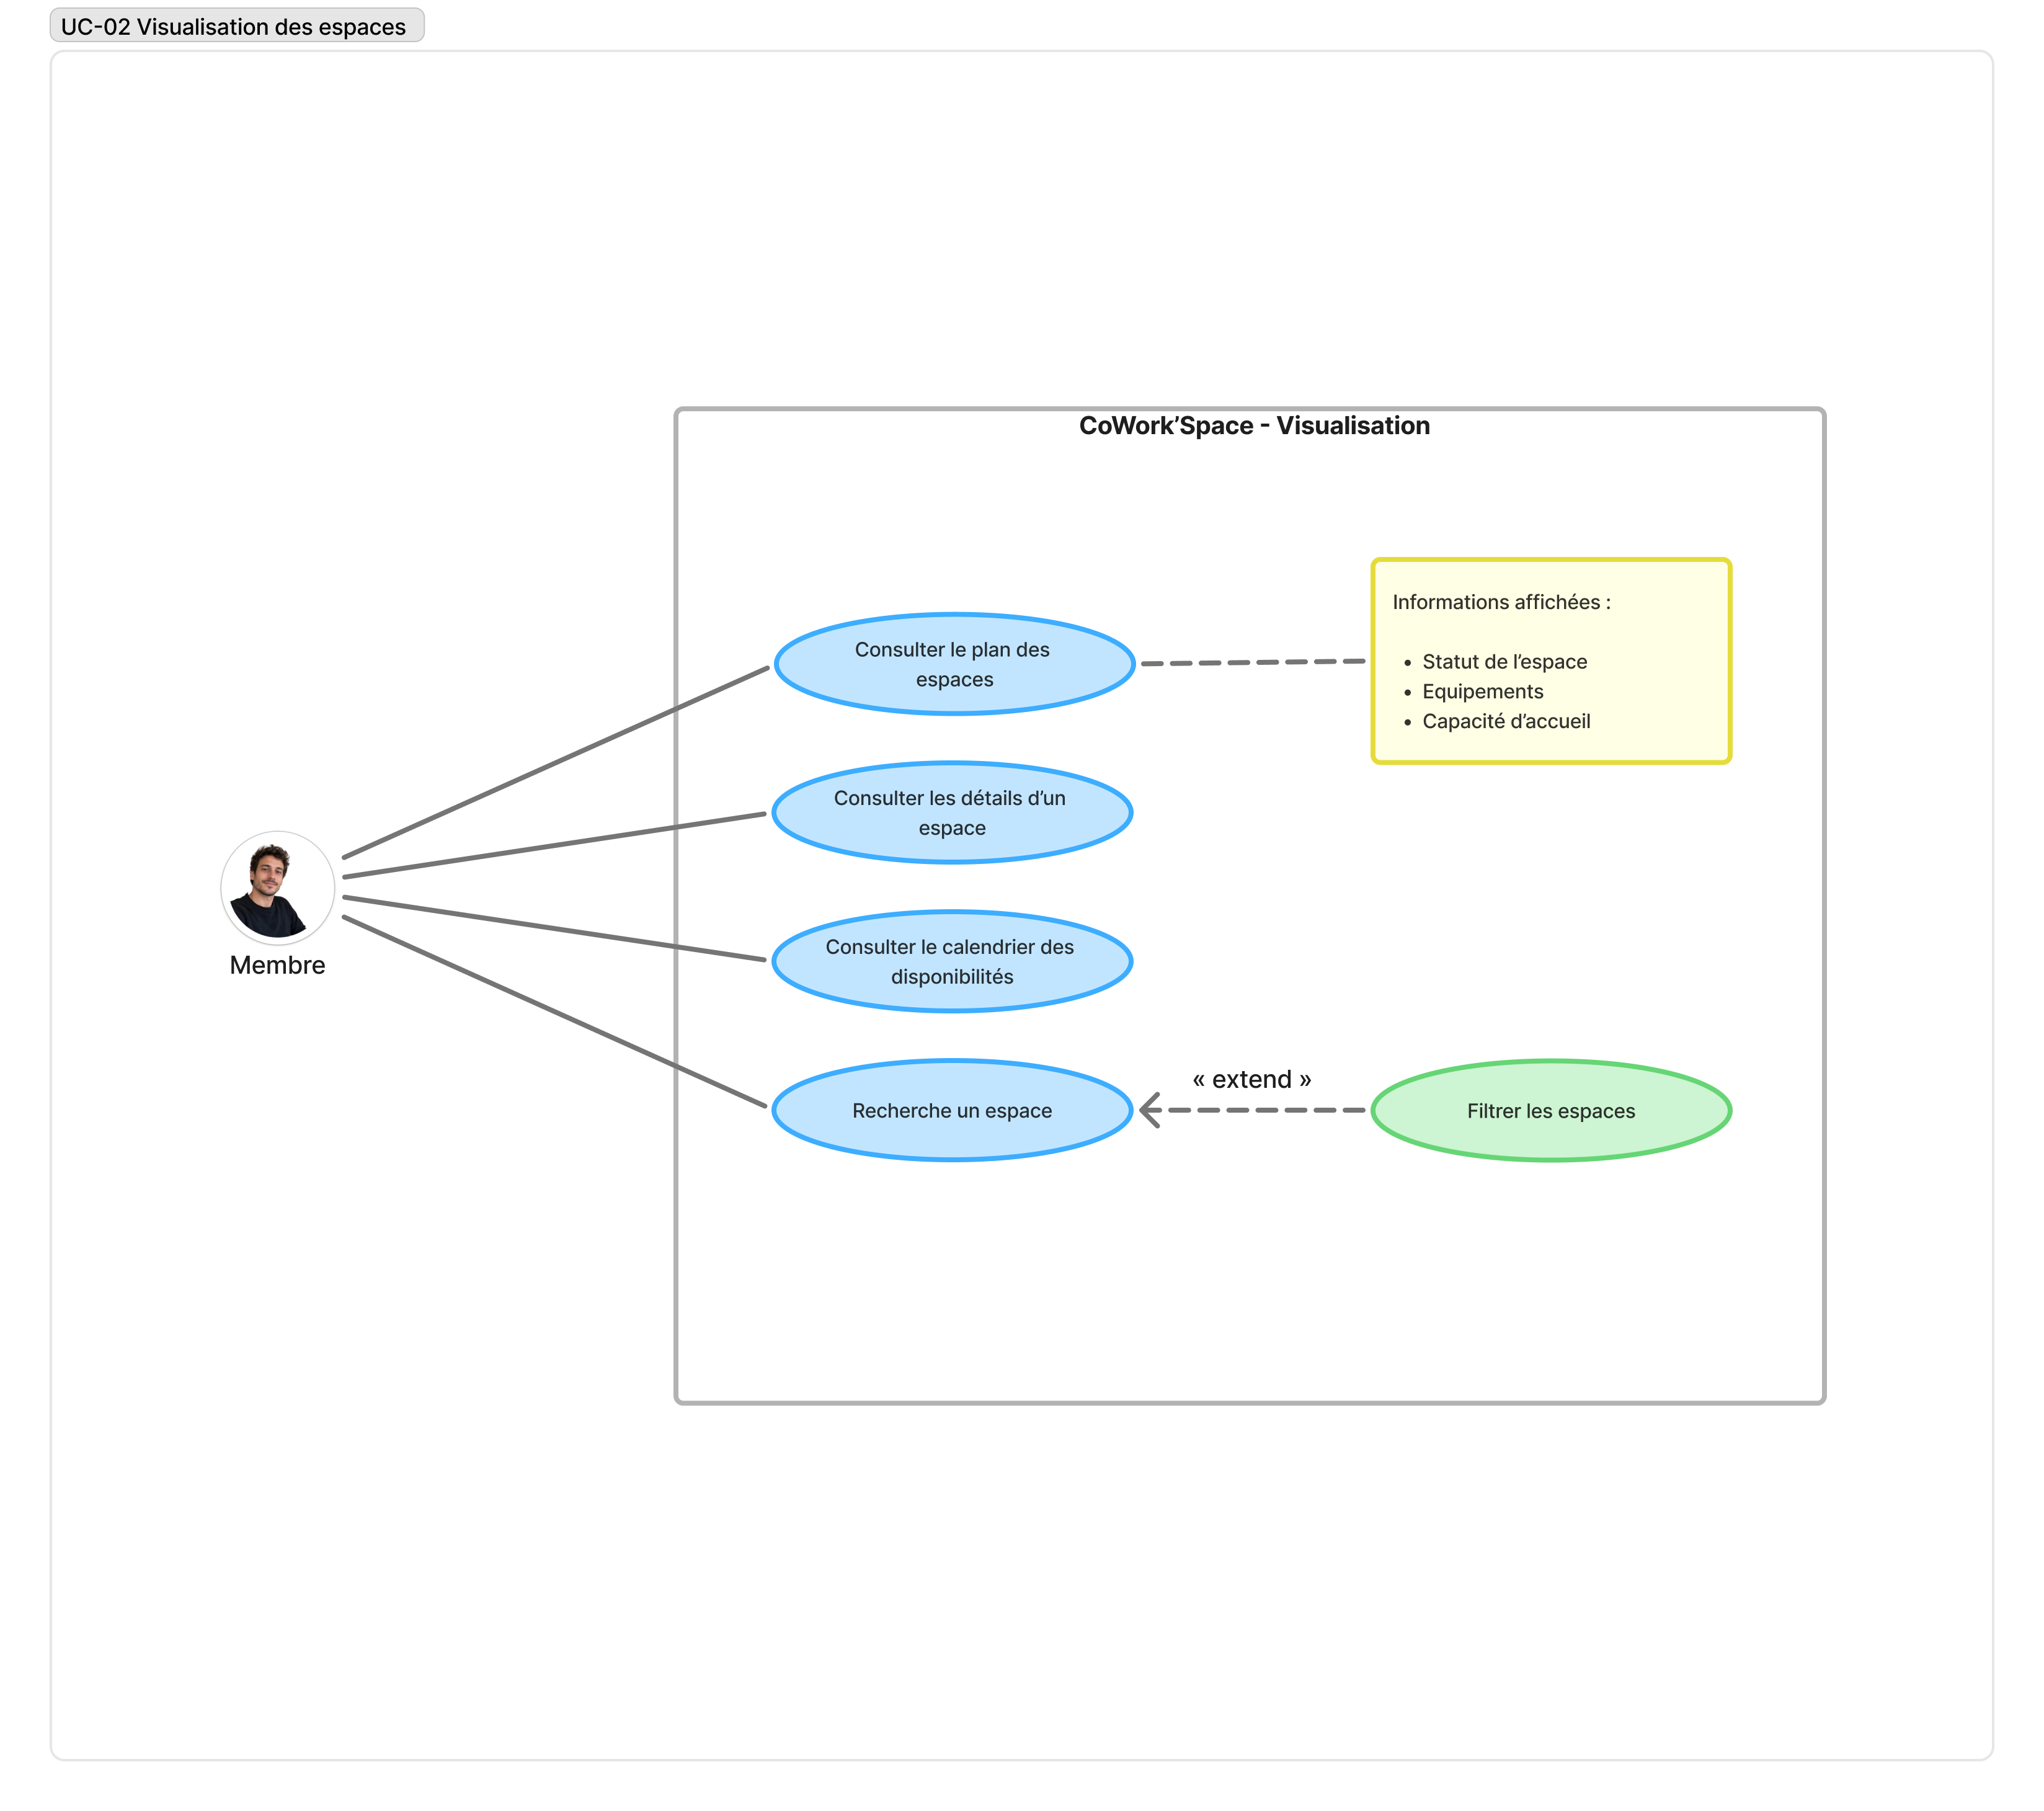 UC-02 Visualisation des espaces
CoWork’Space - Visualisation
Informations affichées :
• Statut de l’espace
• Equipements
• Capacité d’accueil
Consulter le plan des
espaces
Consulter les détails d’un
espace
Membre
Consulter le calendrier des
disponibilités
« extend »
Recherche un espace
Filtrer les espaces